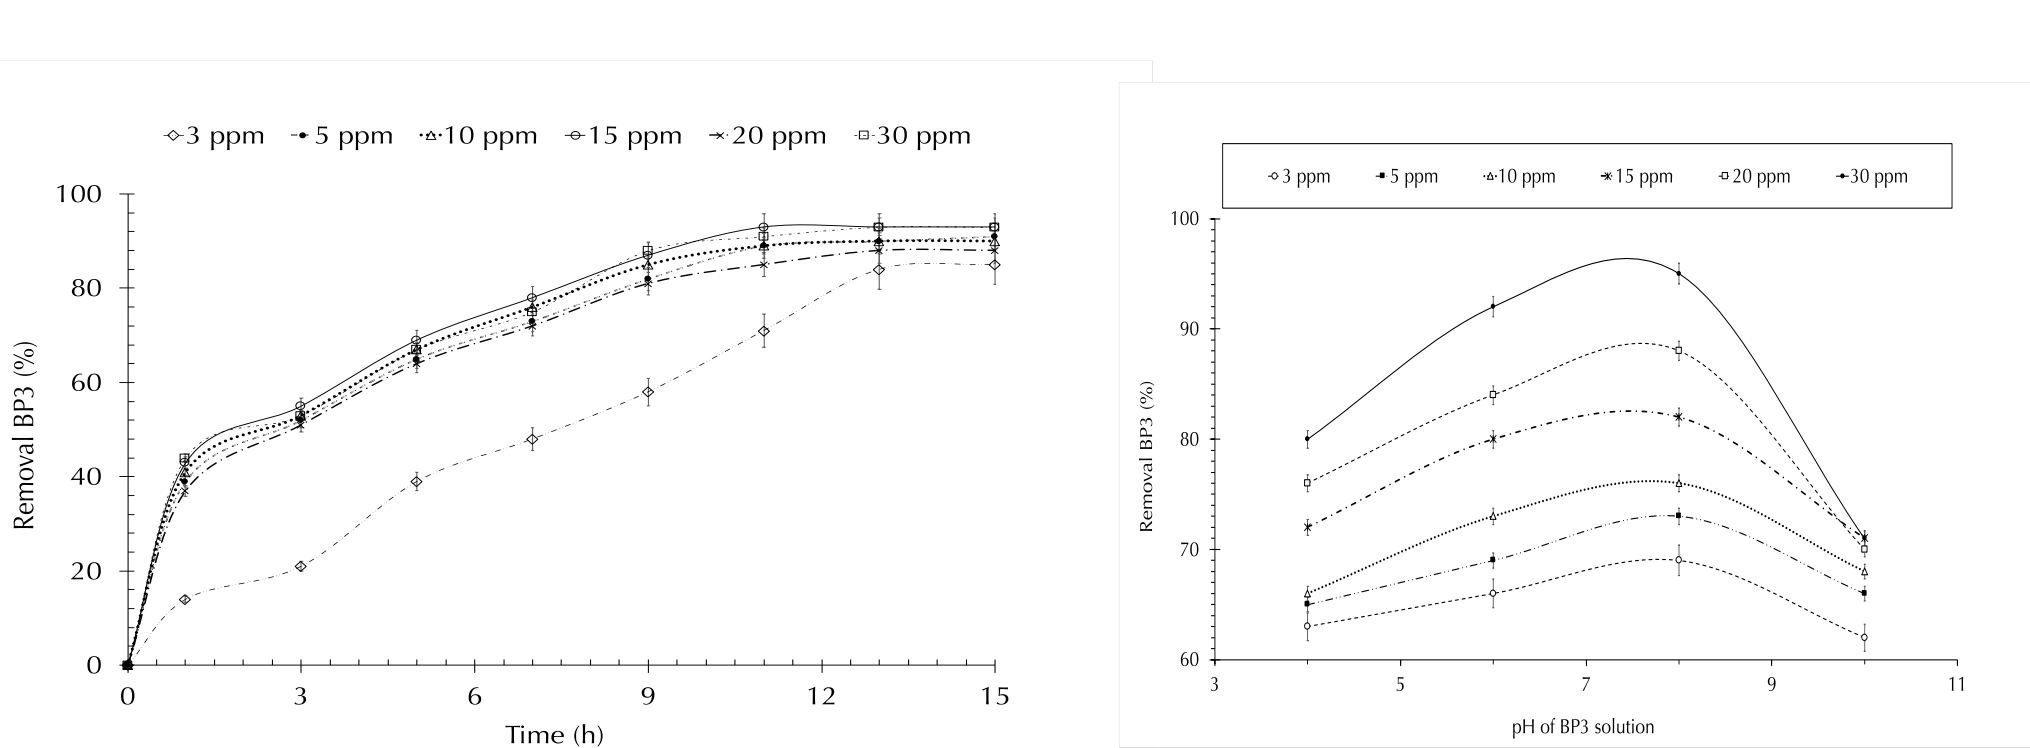 3 ppm 5 ppm 10 ppm 15 ppm 20 ppm 30 ppm
100
80
60
40
20
0
Removal BP3 (%)
0 3 6 9 12 15
Time (h)
3 ppm 5 ppm 10 ppm 15 ppm 20 ppm 30 ppm
100
90
80
70
60
Removal BP3 (%)
3 5 7 9 11
pH of BP3 solution